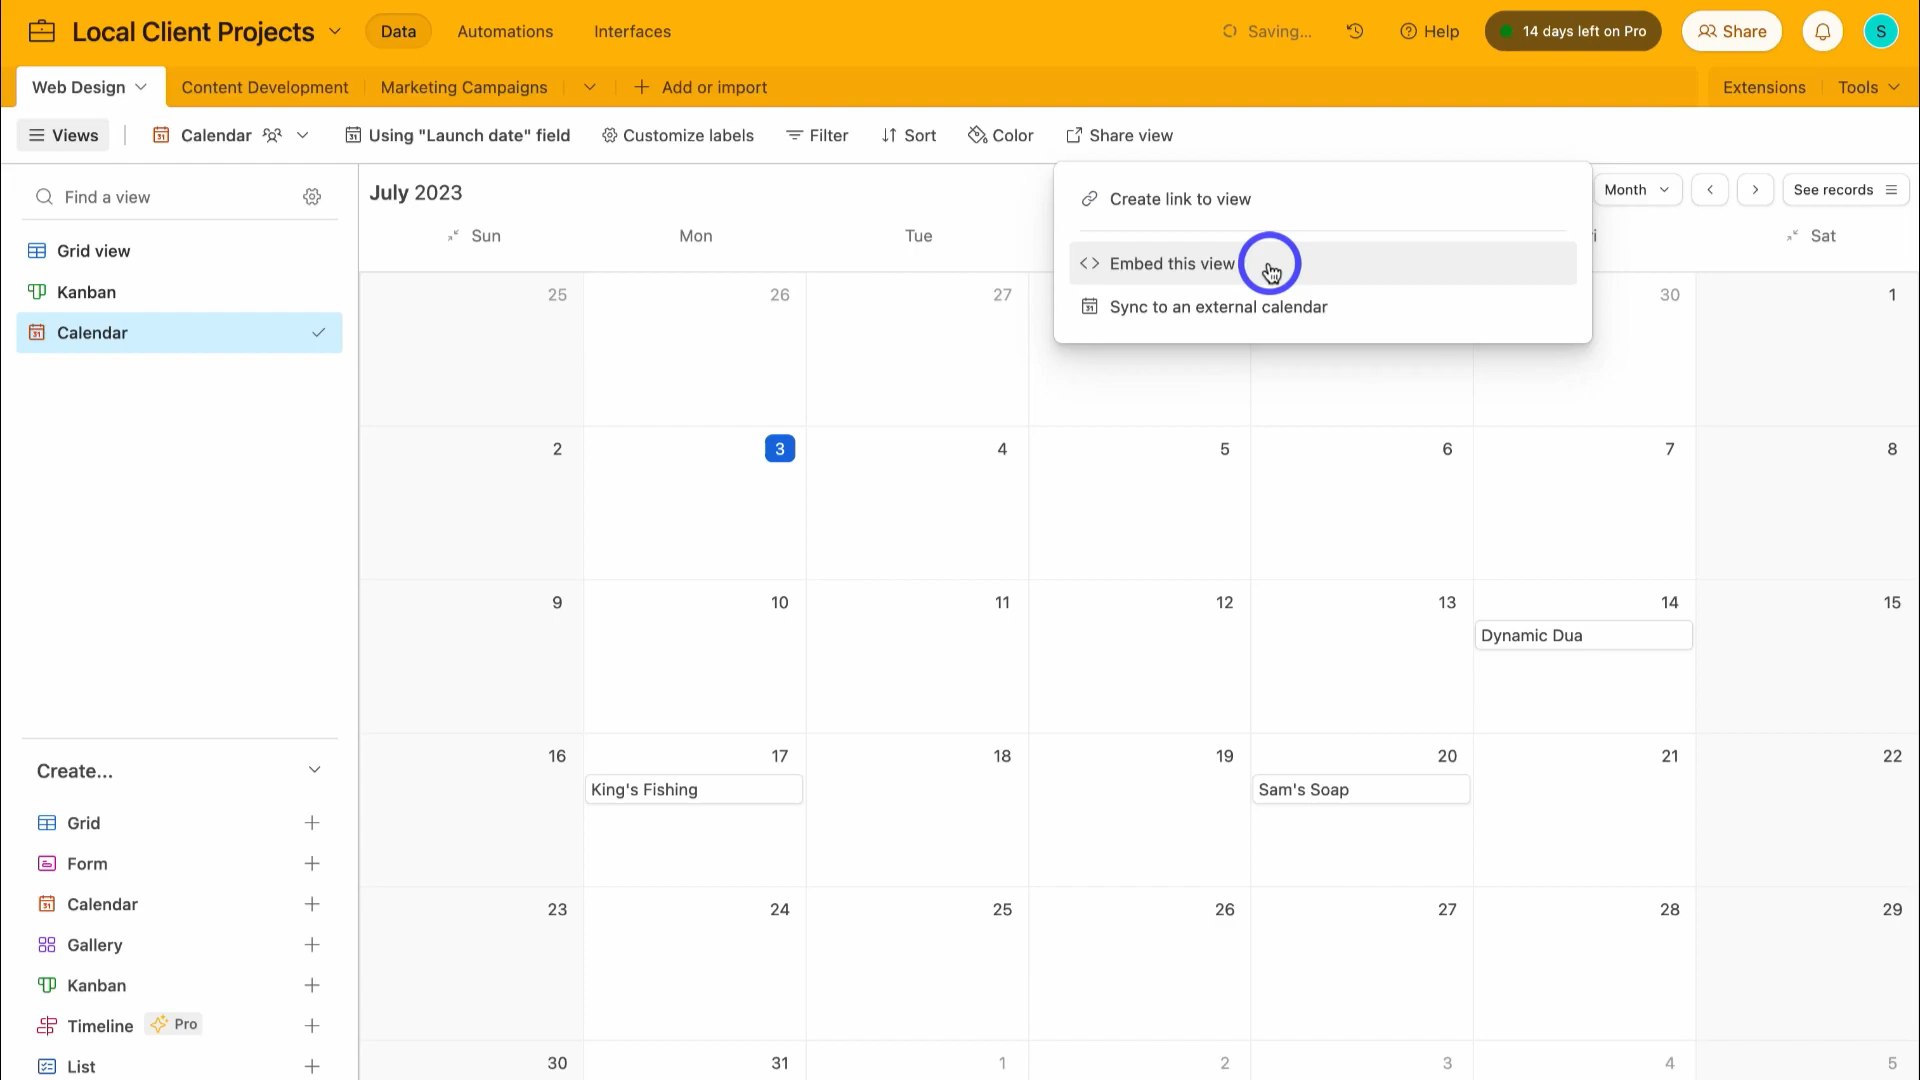 Local Client Projects Data Automations Interfaces Saving... Help 14 days left on Pro Share S
Web Design Content Development Marketing Campaigns Add or import Extensions Tools
Views Calendar Using "Launch date" field Customize labels Filter Sort Color Share view
Find a view
Grid view
Kanban
Calendar
Create...
Grid
Form
Calendar
Gallery
Kanban
Timeline Pro
List
July 2023 Month See records
Create link to view
Embed this view
Sync to an external calendar
Sun Mon Tue Sat
25 26 27 30 1
2 3 4 5 6 7 8
9 10 11 12 13 14 15
Dynamic Dua
16 17 18 19 20 21 22
King's Fishing Sam's Soap
23 24 25 26 27 28 29
30 31 1 2 3 4 5